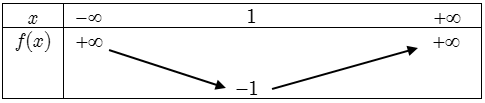 x −∞ 1 +∞
f(x) +∞ +∞
−1